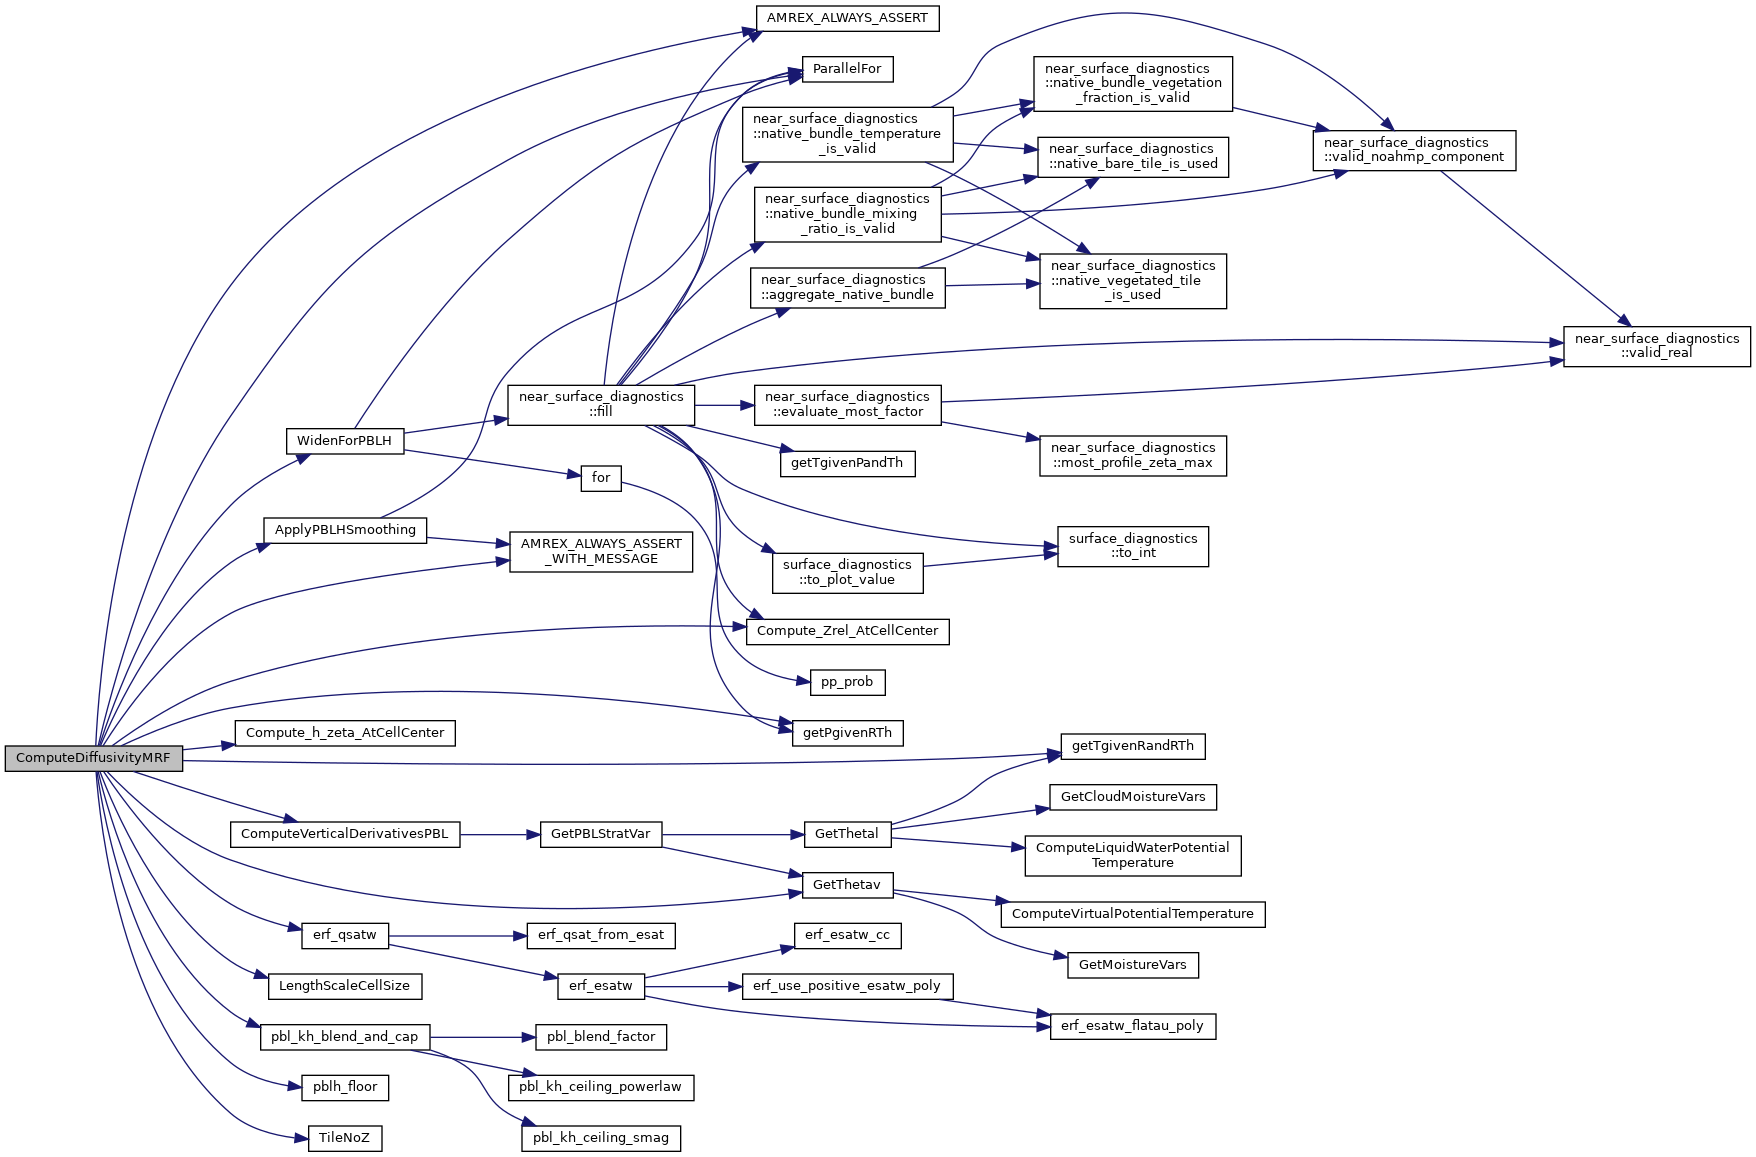 AMREX_ALWAYS_ASSERT
ParallelFor
near_surface_diagnostics
::native_bundle_vegetation
_fraction_is_valid
near_surface_diagnostics
::native_bundle_temperature
_is_valid
near_surface_diagnostics
::valid_noahmp_component
near_surface_diagnostics
::native_bare_tile_is_used
near_surface_diagnostics
::native_bundle_mixing
_ratio_is_valid
near_surface_diagnostics
::native_vegetated_tile
_is_used
near_surface_diagnostics
::aggregate_native_bundle
near_surface_diagnostics
::valid_real
near_surface_diagnostics
::fill
near_surface_diagnostics
::evaluate_most_factor
WidenForPBLH
near_surface_diagnostics
::most_profile_zeta_max
getTgivenPandTh
for
ApplyPBLHSmoothing
AMREX_ALWAYS_ASSERT
_WITH_MESSAGE
surface_diagnostics
::to_int
surface_diagnostics
::to_plot_value
Compute_Zrel_AtCellCenter
pp_prob
Compute_h_zeta_AtCellCenter
getPgivenRTh
getTgivenRandRTh
ComputeDiffusivityMRF
GetCloudMoistureVars
ComputeVerticalDerivativesPBL
GetPBLStratVar
GetThetal
ComputeLiquidWaterPotential
Temperature
GetThetav
ComputeVirtualPotentialTemperature
erf_qsatw
erf_qsat_from_esat
erf_esatw_cc
GetMoistureVars
LengthScaleCellSize
erf_esatw
erf_use_positive_esatw_poly
erf_esatw_flatau_poly
pbl_kh_blend_and_cap
pbl_blend_factor
pblh_floor
pbl_kh_ceiling_powerlaw
TileNoZ
pbl_kh_ceiling_smag